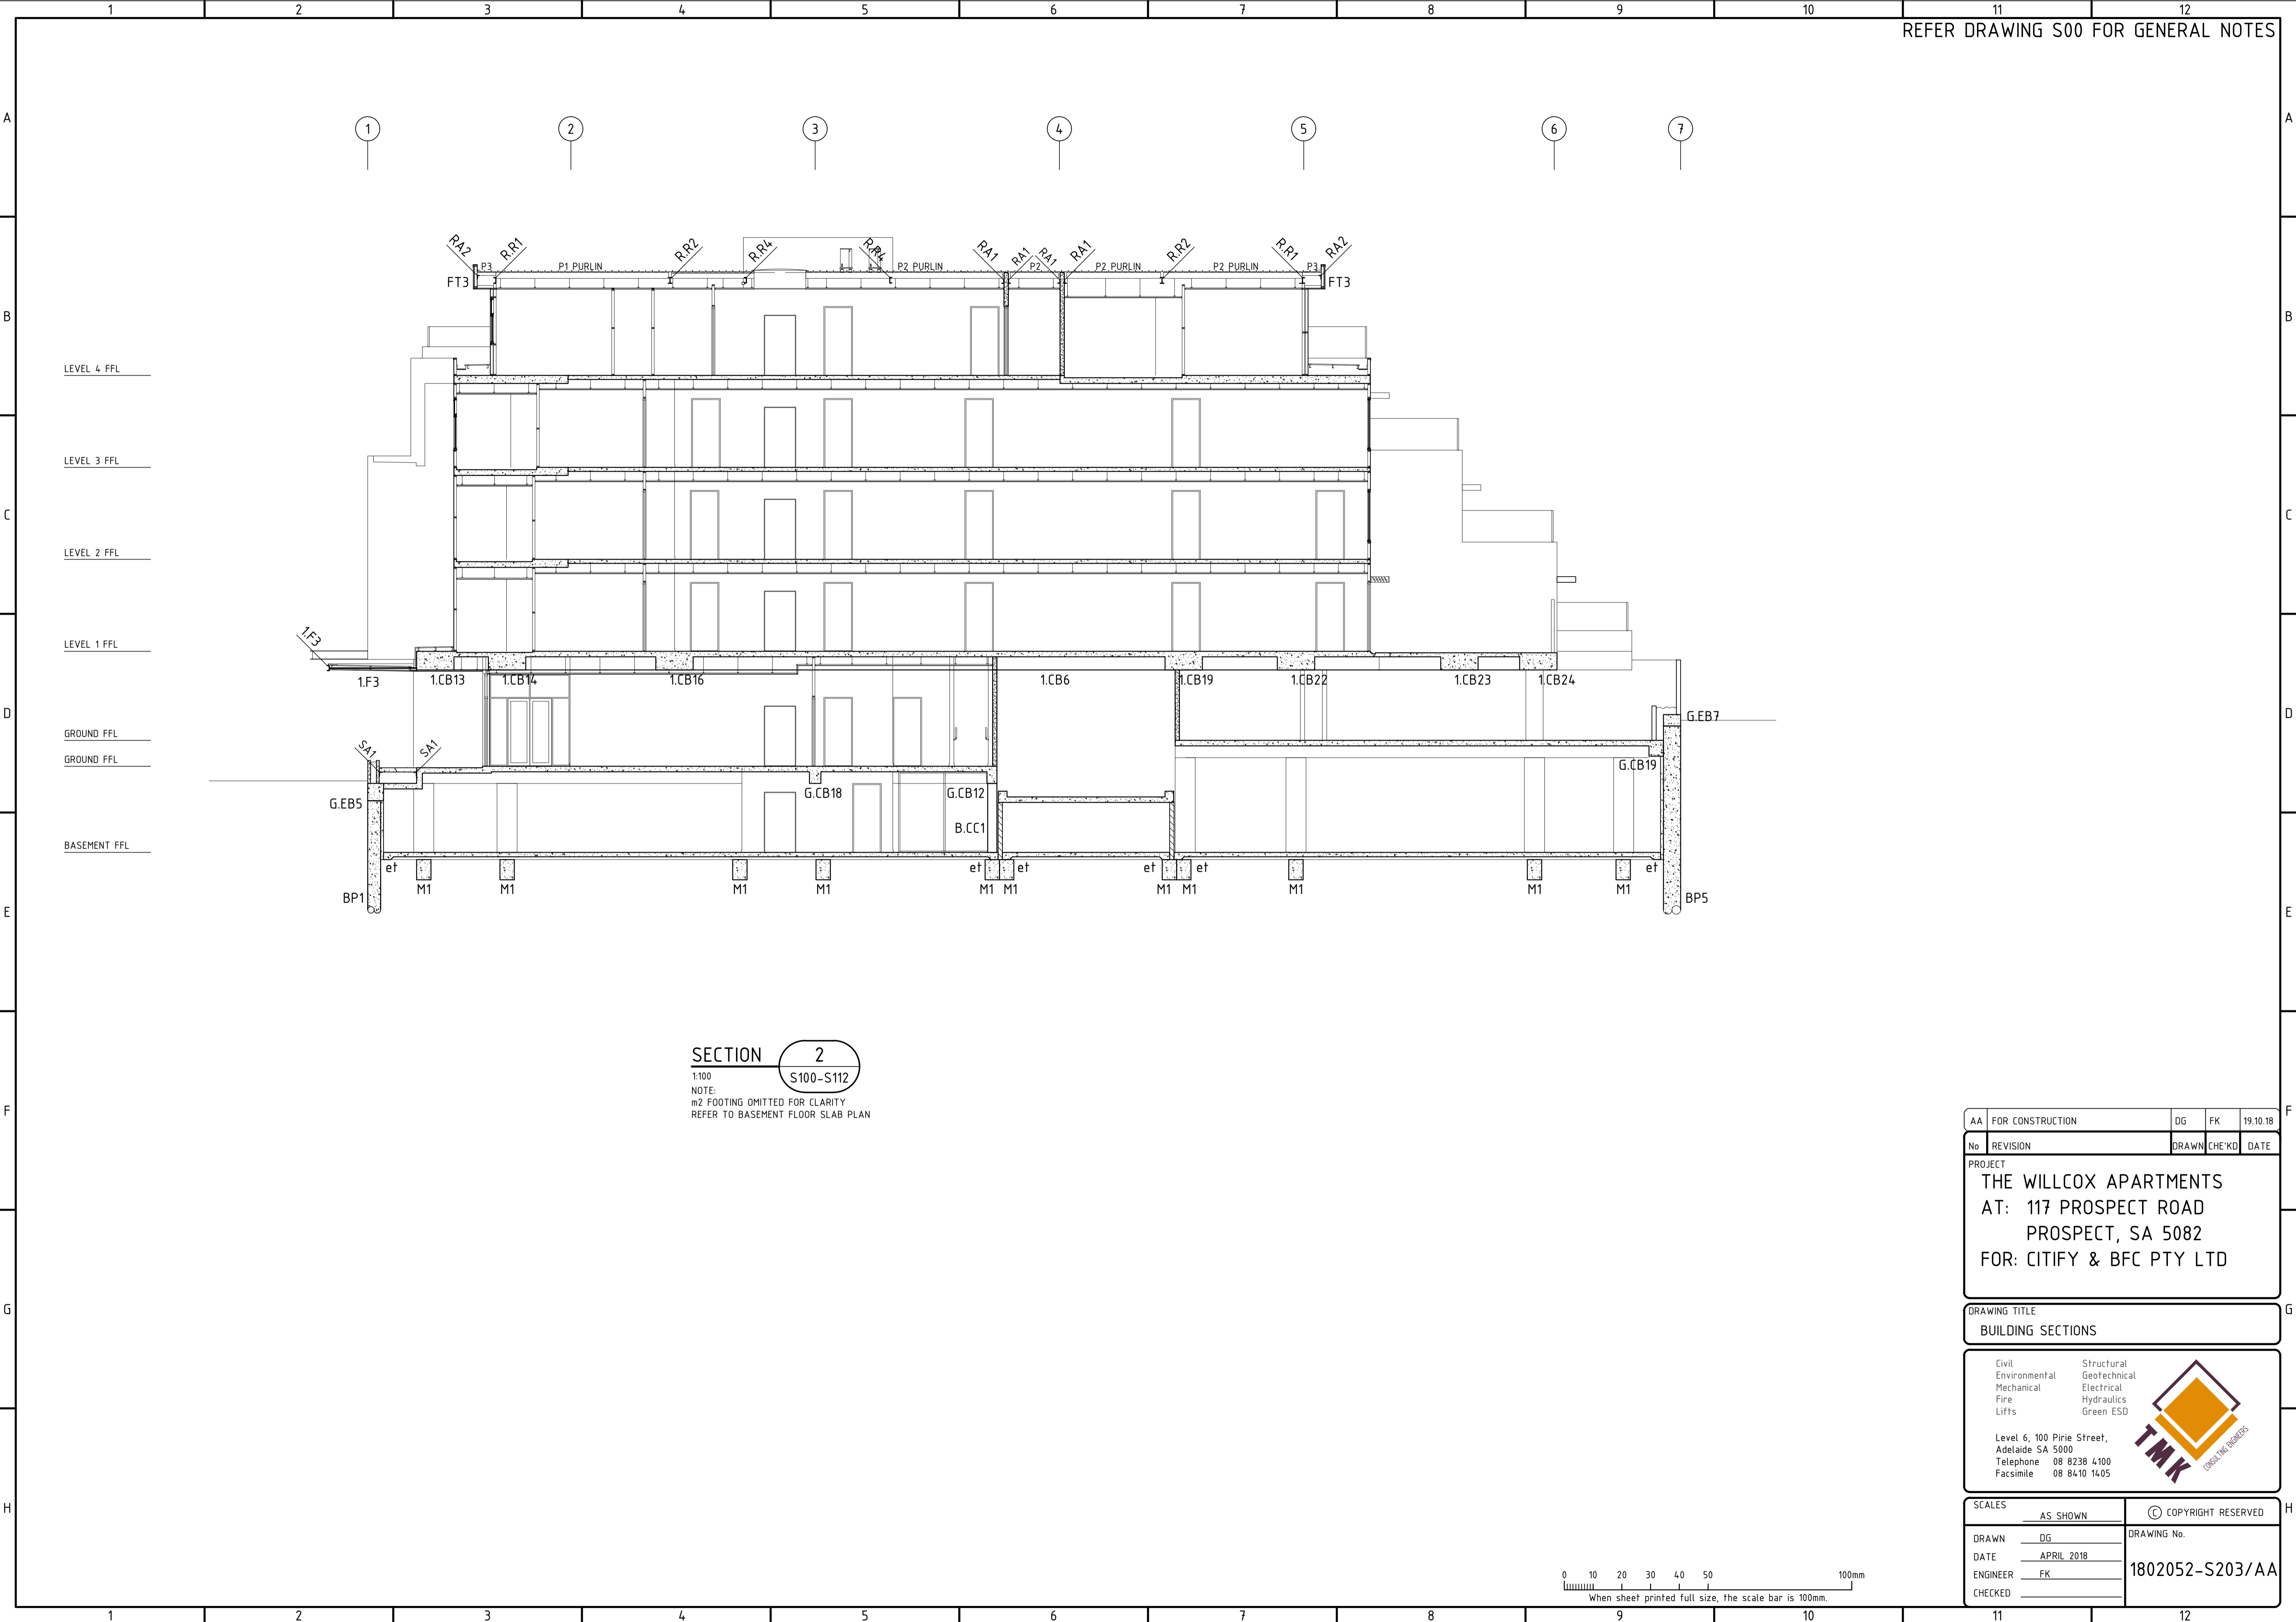 1 2 3 4 5 6 7 8 9 10 11 12
REFER DRAWING S00 FOR GENERAL NOTES
A A
1 2 3 4 5 6 7
RA2 R.R1 R.R2 R.R4 R.R4 RA1 RA1 RA1 RA1 R.R2 R.R1 RA2
P3 P1 PURLIN P2 PURLIN P2 P2 PURLIN P2 PURLIN P3
FT3 FT3
B B
LEVEL 4 FFL
LEVEL 3 FFL
C C
LEVEL 2 FFL
1.F3
LEVEL 1 FFL
1.F3 1.CB13 1.CB14 1.CB16 1.CB6 1.CB19 1.CB22 1.CB23 1.CB24
D D
G.EB7
GROUND FFL
SA1 SA1
GROUND FFL
G.CB19
G.EB5 G.CB18 G.CB12
B.CC1
BASEMENT FFL
et et et et et et
M1 M1 M1 M1 M1 M1 M1 M1 M1 M1 M1
BP1 BP5
E E
SECTION 2
1:100 S100-S112
NOTE:
m2 FOOTING OMITTED FOR CLARITY
REFER TO BASEMENT FLOOR SLAB PLAN
F F
AA FOR CONSTRUCTION DG FK 19.10.18
No REVISION DRAWN CHE'KD DATE
PROJECT
THE WILLCOX APARTMENTS
AT: 117 PROSPECT ROAD
PROSPECT, SA 5082
FOR: CITIFY & BFC PTY LTD
G G
DRAWING TITLE
BUILDING SECTIONS
Civil Structural
Environmental Geotechnical
Mechanical Electrical
Fire Hydraulics
Lifts Green ESD
Level 6, 100 Pirie Street,
Adelaide SA 5000
Telephone 08 8238 4100
Facsimile 08 8410 1405
TMK
CONSULTING ENGINEERS
H H
SCALES AS SHOWN
© COPYRIGHT RESERVED
DRAWN DG
DATE APRIL 2018
ENGINEER FK
CHECKED
DRAWING No.
1802052-S203/AA
0 10 20 30 40 50 100mm
When sheet printed full size, the scale bar is 100mm.
1 2 3 4 5 6 7 8 9 10 11 12